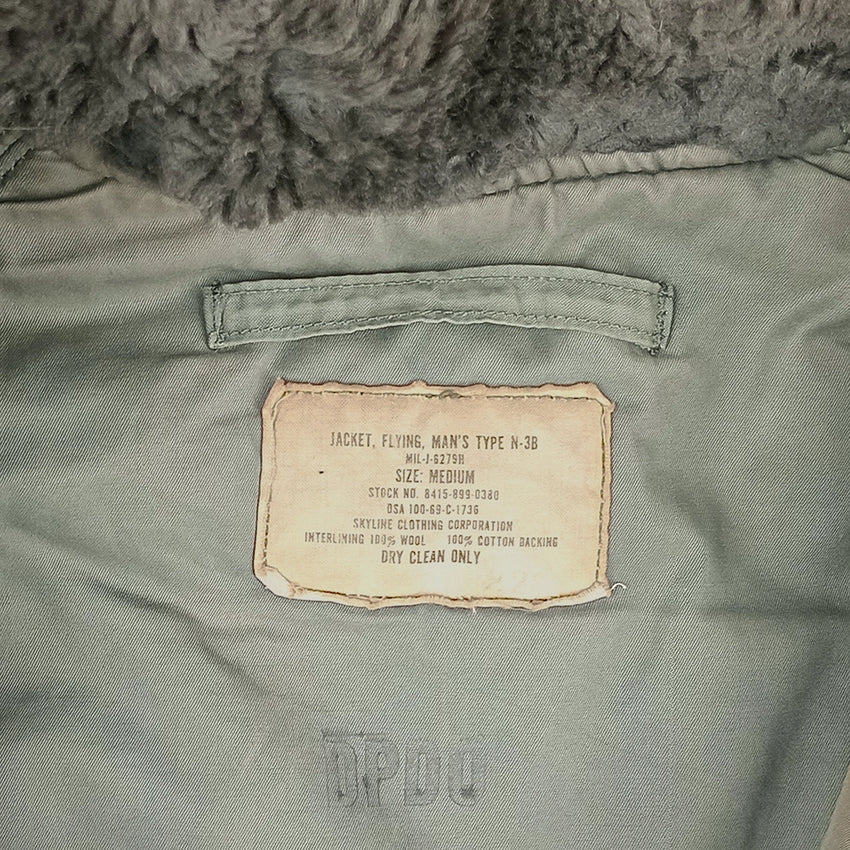 JACKET, FLYING, MAN'S TYPE N-3B
MIL-J-6279H
SIZE: MEDIUM
STOCK NO. 8415-899-0380
DSA 100-69-C-1736
SKYLINE CLOTHING CORPORATION
INTERLINING 100% WOOL 100% COTTON BACKING
DRY CLEAN ONLY
DPDO